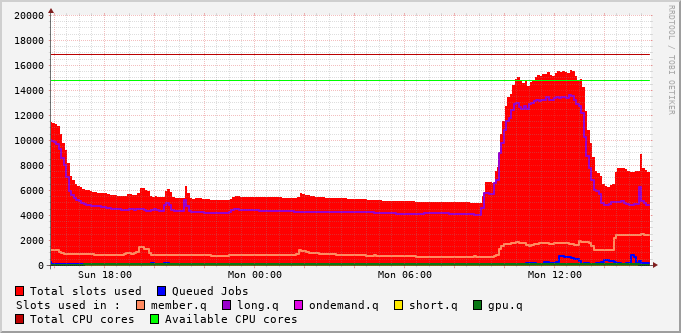 20000
18000
16000
14000
12000
10000
8000
6000
4000
2000
0
Sun 18:00 Mon 00:00 Mon 06:00 Mon 12:00
RRDTOOL / TOBI OETIKER
Total slots used Queued Jobs
Slots used in : member.q long.q ondemand.q short.q gpu.q
Total CPU cores Available CPU cores